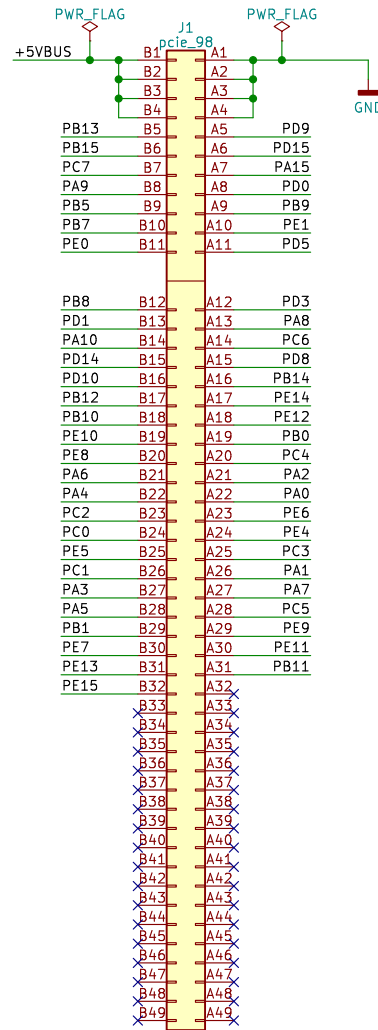 PWR_FLAG PWR_FLAG
J1
pcie_98
+5VBUS B1 A1
B2 A2
B3 A3
B4 A4
GND
PB13 B5 A5 PD9
PB15 B6 A6 PD15
PC7 B7 A7 PA15
PA9 B8 A8 PD0
PB5 B9 A9 PB9
PB7 B10 A10 PE1
PE0 B11 A11 PD5
PB8 B12 A12 PD3
PD1 B13 A13 PA8
PA10 B14 A14 PC6
PD14 B15 A15 PD8
PD10 B16 A16 PB14
PB12 B17 A17 PE14
PB10 B18 A18 PE12
PE10 B19 A19 PB0
PE8 B20 A20 PC4
PA6 B21 A21 PA2
PA4 B22 A22 PA0
PC2 B23 A23 PE6
PC0 B24 A24 PE4
PE5 B25 A25 PC3
PC1 B26 A26 PA1
PA3 B27 A27 PA7
PA5 B28 A28 PC5
PB1 B29 A29 PE9
PE7 B30 A30 PE11
PE13 B31 A31 PB11
PE15 B32 A32
B33 A33
B34 A34
B35 A35
B36 A36
B37 A37
B38 A38
B39 A39
B40 A40
B41 A41
B42 A42
B43 A43
B44 A44
B45 A45
B46 A46
B47 A47
B48 A48
B49 A49